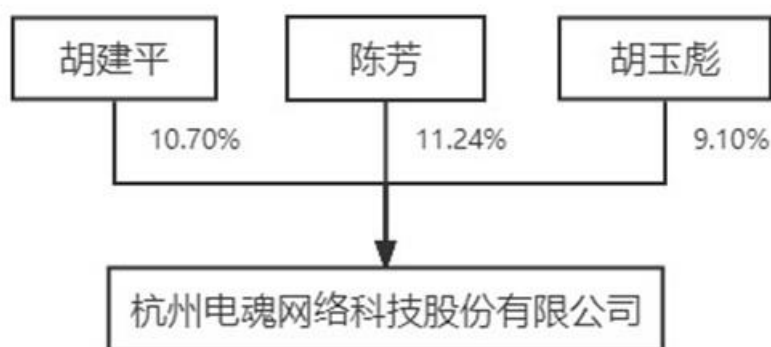 胡建平
陈芳
胡玉彪
10.70%
11.24%
9.10%
杭州电魂网络科技股份有限公司